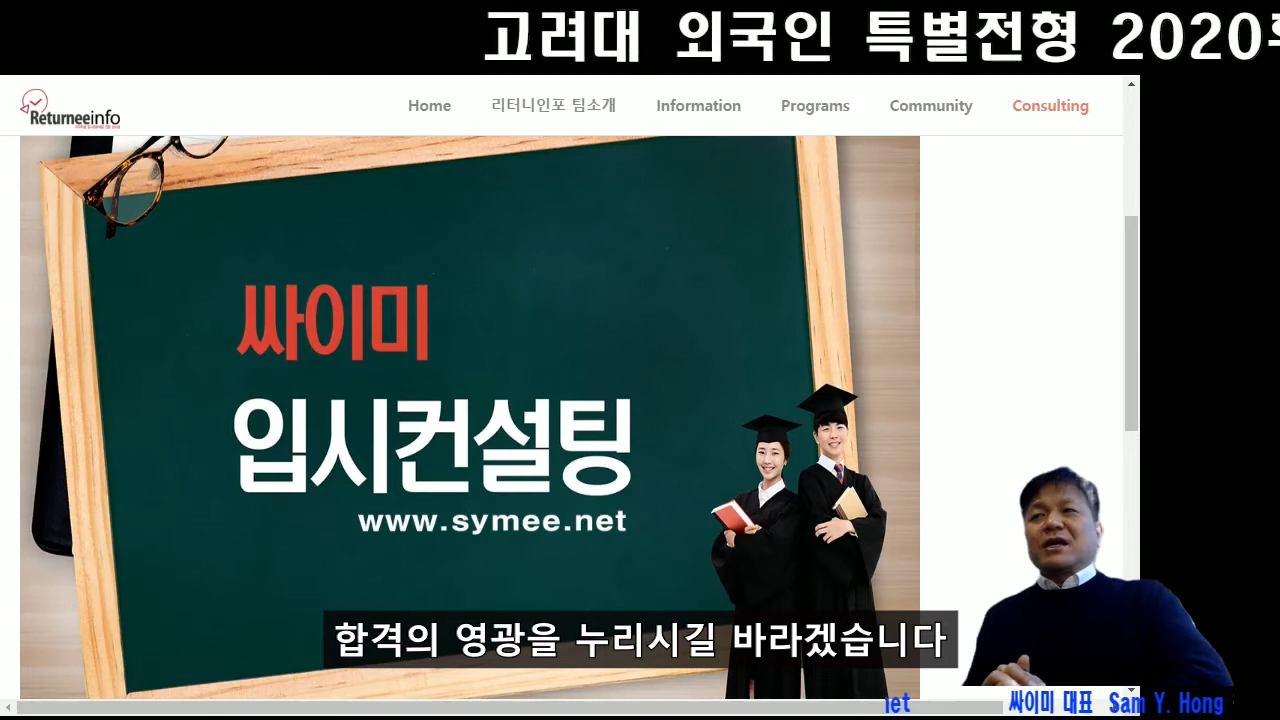 고려대 외국인 특별전형 2020
Returneeinfo
Home 리터니인포 팀소개 Information Programs Community Consulting
싸이미
입시컨설팅
www.symee.net
합격의 영광을 누리시길 바라겠습니다
net 싸이미 대표 Sam Y. Hong